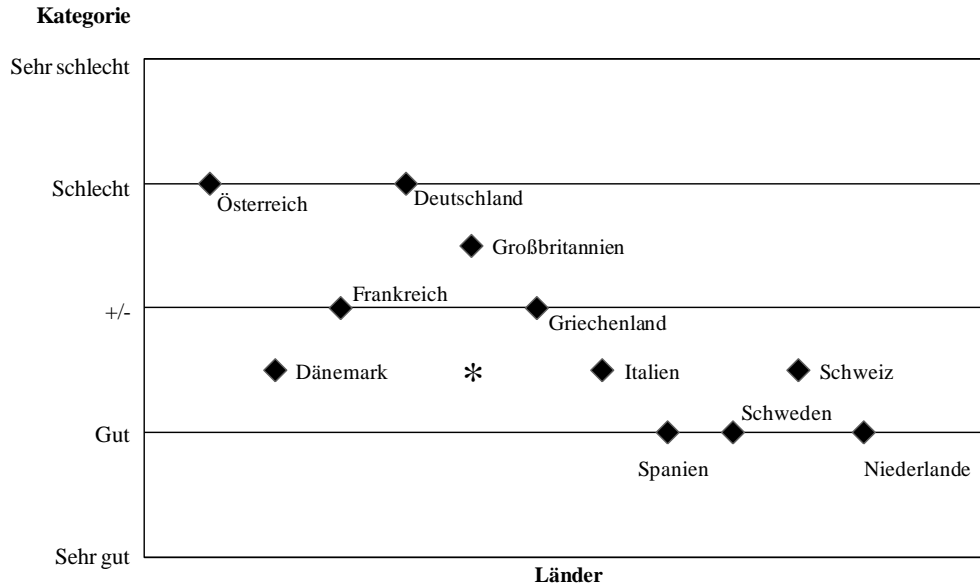 Kategorie
Sehr schlecht
Schlecht
Österreich
Deutschland
Großbritannien
Frankreich
+/-
Griechenland
Dänemark
*
Italien
Schweiz
Schweden
Gut
Spanien
Niederlande
Sehr gut
Länder